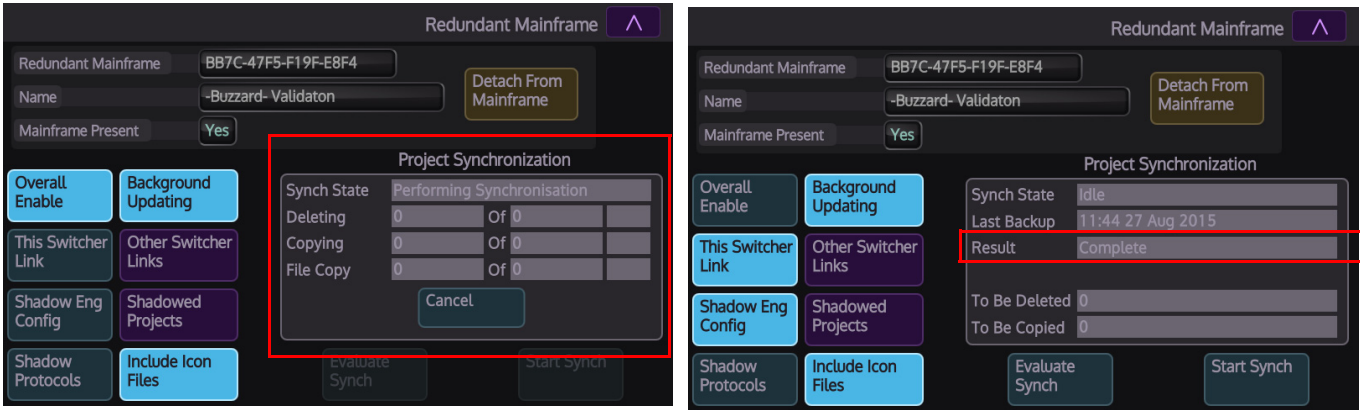 Redundant Mainframe
Redundant Mainframe BB7C-47F5-F19F-E8F4
Name -Buzzard- Validaton
Detach From
Mainframe
Mainframe Present Yes
Project Synchronization
Overall
Enable
Background
Updating
Synch State Performing Synchronisation
Deleting 0 Of 0
This Switcher
Link
Other Switcher
Links
Copying 0 Of 0
File Copy 0 Of 0
Shadow Eng
Config
Shadowed
Projects
Cancel
Shadow
Protocols
Include Icon
Files
Evaluate
Synch
Start Synch
Redundant Mainframe
Redundant Mainframe BB7C-47F5-F19F-E8F4
Name -Buzzard- Validaton
Detach From
Mainframe
Mainframe Present Yes
Project Synchronization
Overall
Enable
Background
Updating
Synch State Idle
Last Backup 11:44 27 Aug 2015
This Switcher
Link
Other Switcher
Links
Result Complete
Shadow Eng
Config
Shadowed
Projects
To Be Deleted 0
To Be Copied 0
Shadow
Protocols
Include Icon
Files
Evaluate
Synch
Start Synch